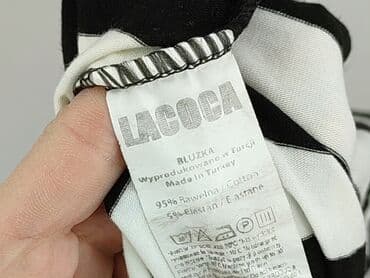 LACOCA
BLUZKA
Wyprodukowano w Turcji
Made in Turkey
95% Bawełna / Cotton
5% Elastan / Elastane